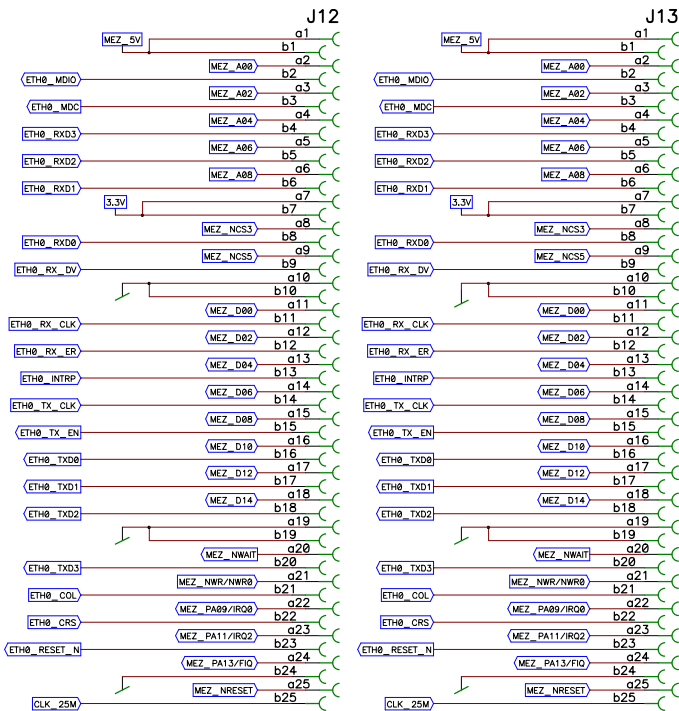 J12
MEZ_5V a1
b1
MEZ_A00 a2
ETH0_MDIO b2
MEZ_A02 a3
ETH0_MDC b3
MEZ_A04 a4
ETH0_RXD3 b4
MEZ_A06 a5
ETH0_RXD2 b5
MEZ_A08 a6
ETH0_RXD1 b6
3.3V a7
b7
MEZ_NCS3 a8
ETH0_RXD0 b8
MEZ_NCS5 a9
ETH0_RX_DV b9
a10
b10
MEZ_D00 a11
ETH0_RX_CLK b11
MEZ_D02 a12
ETH0_RX_ER b12
MEZ_D04 a13
ETH0_INTRP b13
MEZ_D06 a14
ETH0_TX_CLK b14
MEZ_D08 a15
ETH0_TX_EN b15
MEZ_D10 a16
ETH0_TXD0 b16
MEZ_D12 a17
ETH0_TXD1 b17
MEZ_D14 a18
ETH0_TXD2 b18
a19
b19
MEZ_NWAIT a20
ETH0_TXD3 b20
MEZ_NWR/NWR0 a21
ETH0_COL b21
MEZ_PA09/IRQ0 a22
ETH0_CRS b22
MEZ_PA11/IRQ2 a23
ETH0_RESET_N b23
MEZ_PA13/FIQ a24
b24
MEZ_NRESET a25
CLK_25M b25
J13
MEZ_5V a1
b1
MEZ_A00 a2
ETH0_MDIO b2
MEZ_A02 a3
ETH0_MDC b3
MEZ_A04 a4
ETH0_RXD3 b4
MEZ_A06 a5
ETH0_RXD2 b5
MEZ_A08 a6
ETH0_RXD1 b6
3.3V a7
b7
MEZ_NCS3 a8
ETH0_RXD0 b8
MEZ_NCS5 a9
ETH0_RX_DV b9
a10
b10
MEZ_D00 a11
ETH0_RX_CLK b11
MEZ_D02 a12
ETH0_RX_ER b12
MEZ_D04 a13
ETH0_INTRP b13
MEZ_D06 a14
ETH0_TX_CLK b14
MEZ_D08 a15
ETH0_TX_EN b15
MEZ_D10 a16
ETH0_TXD0 b16
MEZ_D12 a17
ETH0_TXD1 b17
MEZ_D14 a18
ETH0_TXD2 b18
a19
b19
MEZ_NWAIT a20
ETH0_TXD3 b20
MEZ_NWR/NWR0 a21
ETH0_COL b21
MEZ_PA09/IRQ0 a22
ETH0_CRS b22
MEZ_PA11/IRQ2 a23
ETH0_RESET_N b23
MEZ_PA13/FIQ a24
b24
MEZ_NRESET a25
CLK_25M b25